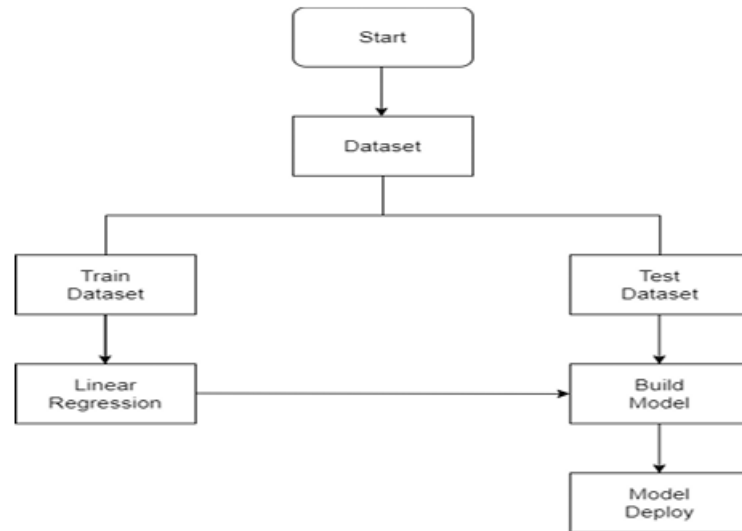 Start
Dataset
Train
Dataset
Test
Dataset
Linear
Regression
Build
Model
Model
Deploy